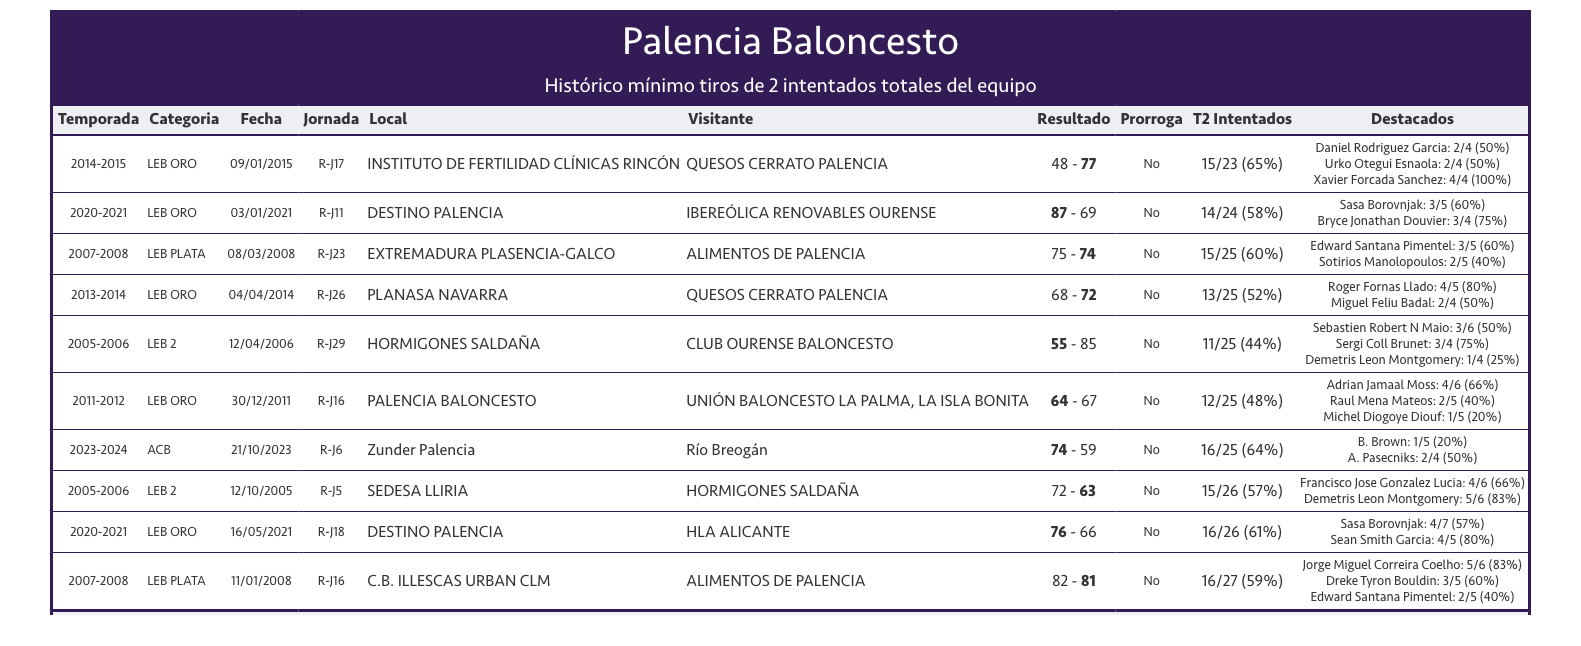 Palencia Baloncesto
Histórico mínimo tiros de 2 intentados totales del equipo
Temporada Categoria Fecha Jornada Local Visitante Resultado Prorroga T2 Intentados Destacados
2014-2015 LEB ORO 09/01/2015 R-J17 INSTITUTO DE FERTILIDAD CLÍNICAS RINCÓN QUESOS CERRATO PALENCIA 48 - 77 No 15/23 (65%) Daniel Rodriguez Garcia: 2/4 (50%)
Urko Otegui Esnaola: 2/4 (50%)
Xavier Forcada Sanchez: 4/4 (100%)
2020-2021 LEB ORO 03/01/2021 R-J11 DESTINO PALENCIA IBEREÓLICA RENOVABLES OURENSE 87 - 69 No 14/24 (58%) Sasa Borovnjak: 3/5 (60%)
Bryce Jonathan Douvier: 3/4 (75%)
2007-2008 LEB PLATA 08/03/2008 R-J23 EXTREMADURA PLASENCIA-GALCO ALIMENTOS DE PALENCIA 75 - 74 No 15/25 (60%) Edward Santana Pimentel: 3/5 (60%)
Sotirios Manolopoulos: 2/5 (40%)
2013-2014 LEB ORO 04/04/2014 R-J26 PLANASA NAVARRA QUESOS CERRATO PALENCIA 68 - 72 No 13/25 (52%) Roger Fornas Llado: 4/5 (80%)
Miguel Feliu Badal: 2/4 (50%)
2005-2006 LEB 2 12/04/2006 R-J29 HORMIGONES SALDAÑA CLUB OURENSE BALONCESTO 55 - 85 No 11/25 (44%) Sebastien Robert N Maio: 3/6 (50%)
Sergi Coll Brunet: 3/4 (75%)
Demetris Leon Montgomery: 1/4 (25%)
2011-2012 LEB ORO 30/12/2011 R-J16 PALENCIA BALONCESTO UNIÓN BALONCESTO LA PALMA, LA ISLA BONITA 64 - 67 No 12/25 (48%) Adrian Jamaal Moss: 4/6 (66%)
Raul Mena Mateos: 2/5 (40%)
Michel Diogoye Diouf: 1/5 (20%)
2023-2024 ACB 21/10/2023 R-J6 Zunder Palencia Río Breogán 74 - 59 No 16/25 (64%) B. Brown: 1/5 (20%)
A. Pasecniks: 2/4 (50%)
2005-2006 LEB 2 12/10/2005 R-J5 SEDESA LLIRIA HORMIGONES SALDAÑA 72 - 63 No 15/26 (57%) Francisco Jose Gonzalez Lucia: 4/6 (66%)
Demetris Leon Montgomery: 5/6 (83%)
2020-2021 LEB ORO 16/05/2021 R-J18 DESTINO PALENCIA HLA ALICANTE 76 - 66 No 16/26 (61%) Sasa Borovnjak: 4/7 (57%)
Sean Smith Garcia: 4/5 (80%)
2007-2008 LEB PLATA 11/01/2008 R-J16 C.B. ILLESCAS URBAN CLM ALIMENTOS DE PALENCIA 82 - 81 No 16/27 (59%) Jorge Miguel Correira Coelho: 5/6 (83%)
Dreke Tyron Bouldin: 3/5 (60%)
Edward Santana Pimentel: 2/5 (40%)